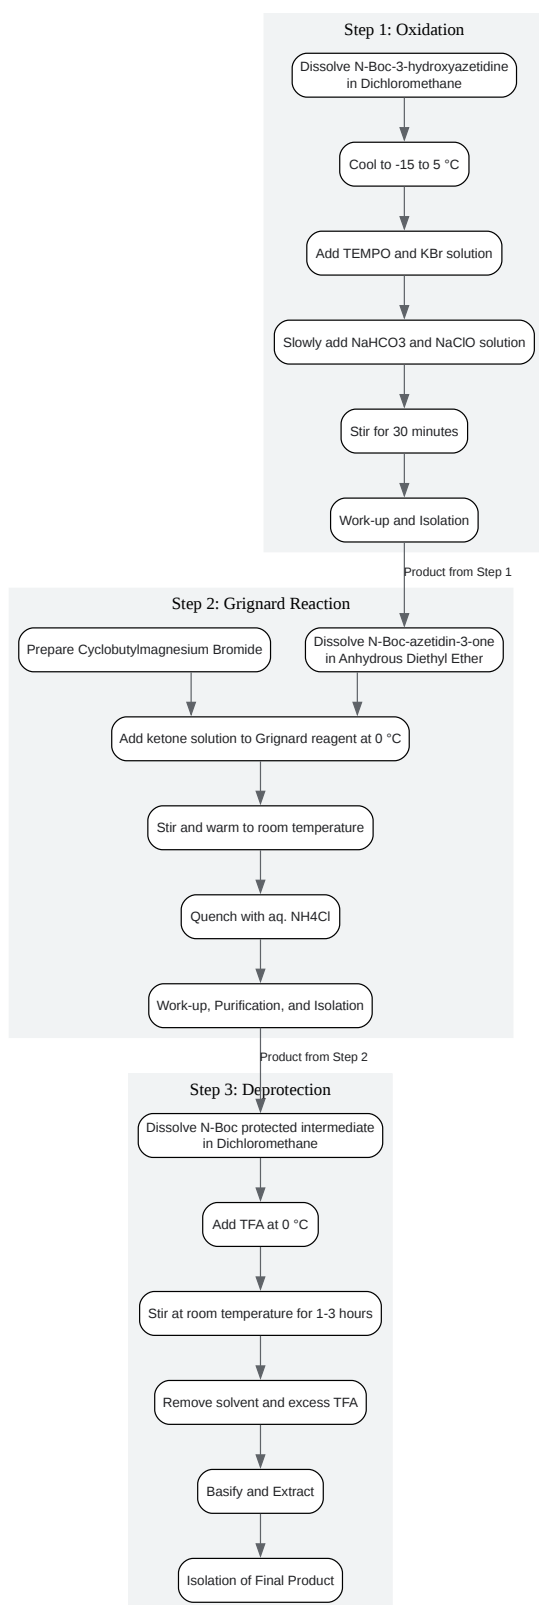 Step 1: Oxidation
Dissolve N-Boc-3-hydroxyazetidine
in Dichloromethane
Cool to -15 to 5 °C
Add TEMPO and KBr solution
Slowly add NaHCO3 and NaClO solution
Stir for 30 minutes
Work-up and Isolation
Product from Step 1
Step 2: Grignard Reaction
Prepare Cyclobutylmagnesium Bromide
Dissolve N-Boc-azetidin-3-one
in Anhydrous Diethyl Ether
Add ketone solution to Grignard reagent at 0 °C
Stir and warm to room temperature
Quench with aq. NH4Cl
Work-up, Purification, and Isolation
Product from Step 2
Step 3: Deprotection
Dissolve N-Boc protected intermediate
in Dichloromethane
Add TFA at 0 °C
Stir at room temperature for 1-3 hours
Remove solvent and excess TFA
Basify and Extract
Isolation of Final Product